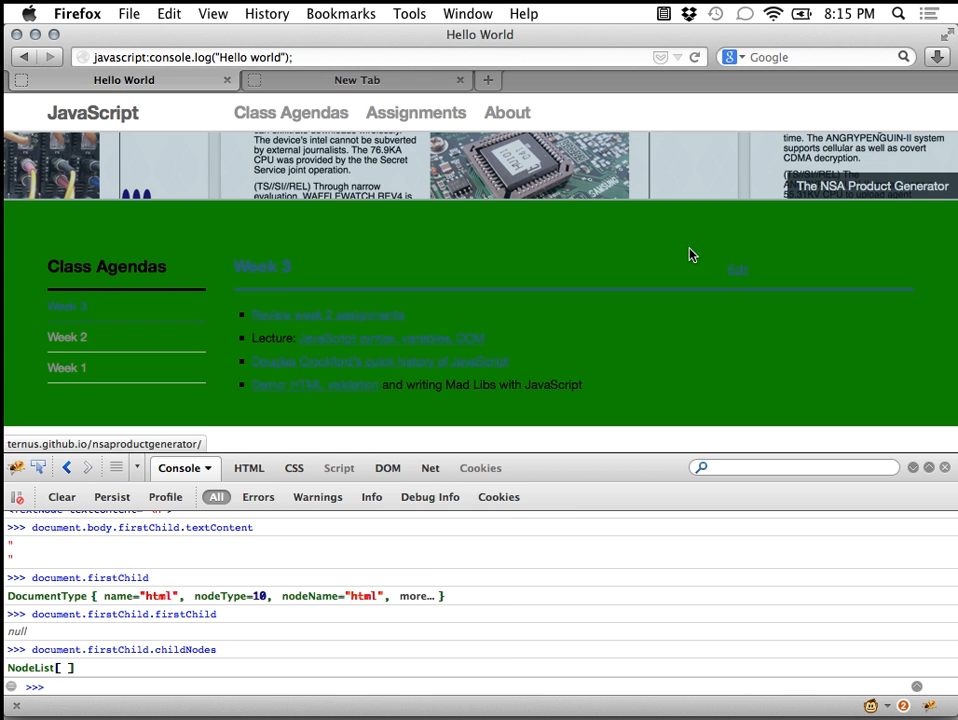 Firefox File Edit View History Bookmarks Tools Window Help 8:15 PM
Hello World
javascript:console.log("Hello world"); Google
Hello World New Tab
JavaScript Class Agendas Assignments About
The device's intel cannot be subverted
by external journalists. The 76.9KA
CPU was provided by the the Secret
Service joint operation.
(TS//SI//REL) Through narrow
evaluation, WAFFLEWATCH REV4 is
time. The ANGRYPENGUIN-II system
supports cellular as well as covert
CDMA decryption.
(TS//SI//REL) The
The NSA Product Generator
Class Agendas
Week 3
Week 2
Week 1
Week 3 Edit
Review week 2 assignments
Lecture: JavaScript syntax, variables, DOM
Douglas Crockford's quick history of JavaScript
Demo: HTML validation and writing Mad Libs with JavaScript
ternus.github.io/nsaproductgenerator/
Console HTML CSS Script DOM Net Cookies
Clear Persist Profile All Errors Warnings Info Debug Info Cookies
>>> document.body.firstChild.textContent
"
"
>>> document.firstChild
DocumentType { name="html", nodeType=10, nodeName="html", more... }
>>> document.firstChild.firstChild
null
>>> document.firstChild.childNodes
NodeList[ ]
>>>
2